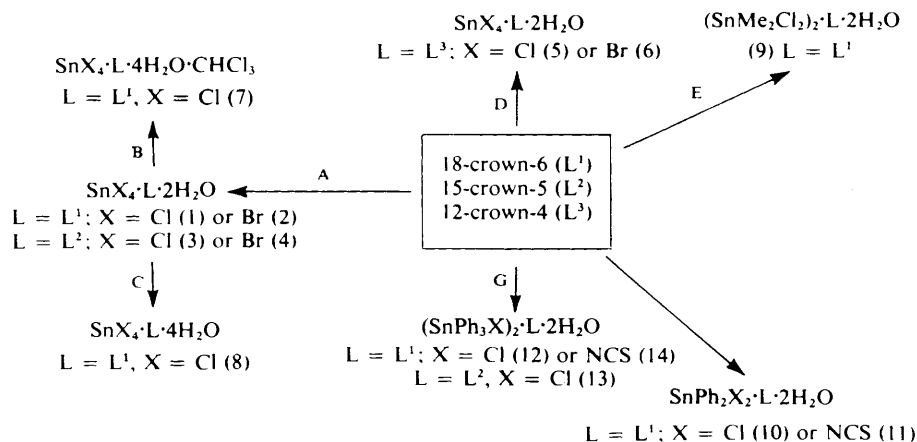 SnX₄·L·2H₂O
L = L³; X = Cl (5) or Br (6)
(SnMe₂Cl₂)₂·L·2H₂O
(9) L = L¹
SnX₄·L·4H₂O·CHCl₃
L = L¹, X = Cl (7)
D
E
B
A
18-crown-6 (L¹)
15-crown-5 (L²)
12-crown-4 (L³)
SnX₄·L·2H₂O
L = L¹; X = Cl (1) or Br (2)
L = L²; X = Cl (3) or Br (4)
C
G
SnX₄·L·4H₂O
L = L¹, X = Cl (8)
(SnPh₃X)₂·L·2H₂O
L = L¹; X = Cl (12) or NCS (14)
L = L², X = Cl (13)
SnPh₂X₂·L·2H₂O
L = L¹; X = Cl (10) or NCS (11)